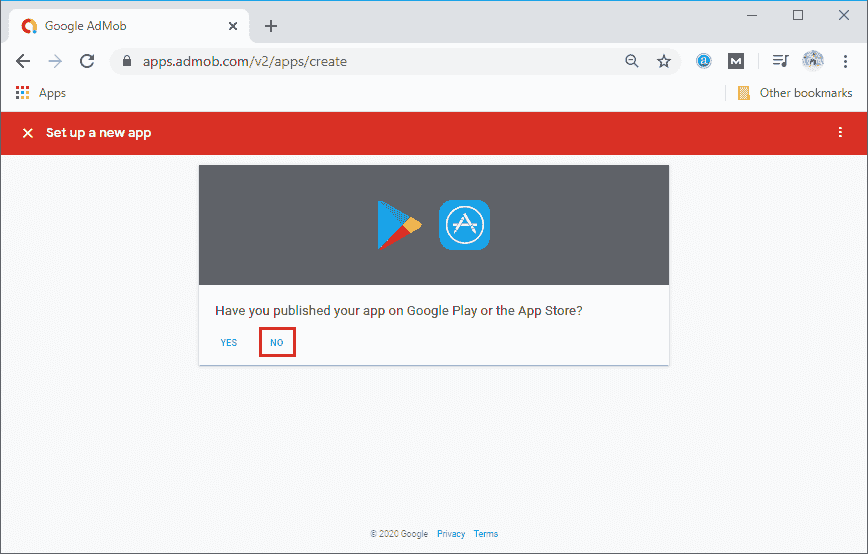 Google AdMob
apps.admob.com/v2/apps/create
Apps
Other bookmarks
Set up a new app
Have you published your app on Google Play or the App Store?
YES NO
© 2020 Google Privacy Terms